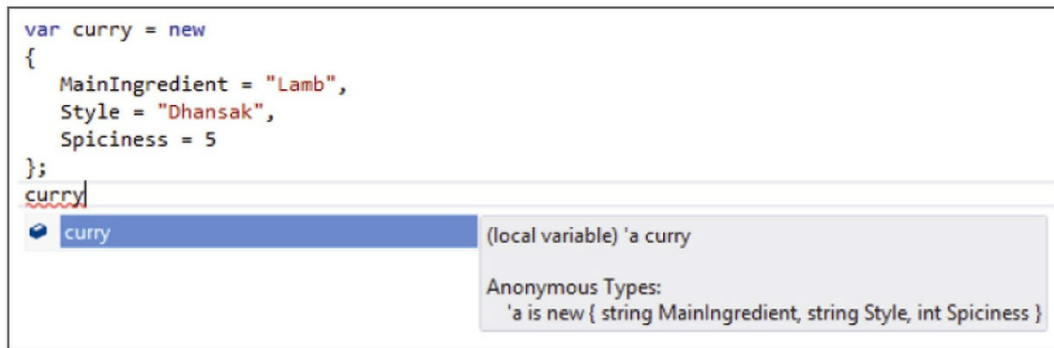 var curry = new
{
MainIngredient = "Lamb",
Style = "Dhansak",
Spiciness = 5
};
curry
curry
(local variable) 'a curry
Anonymous Types:
'a is new { string MainIngredient, string Style, int Spiciness }